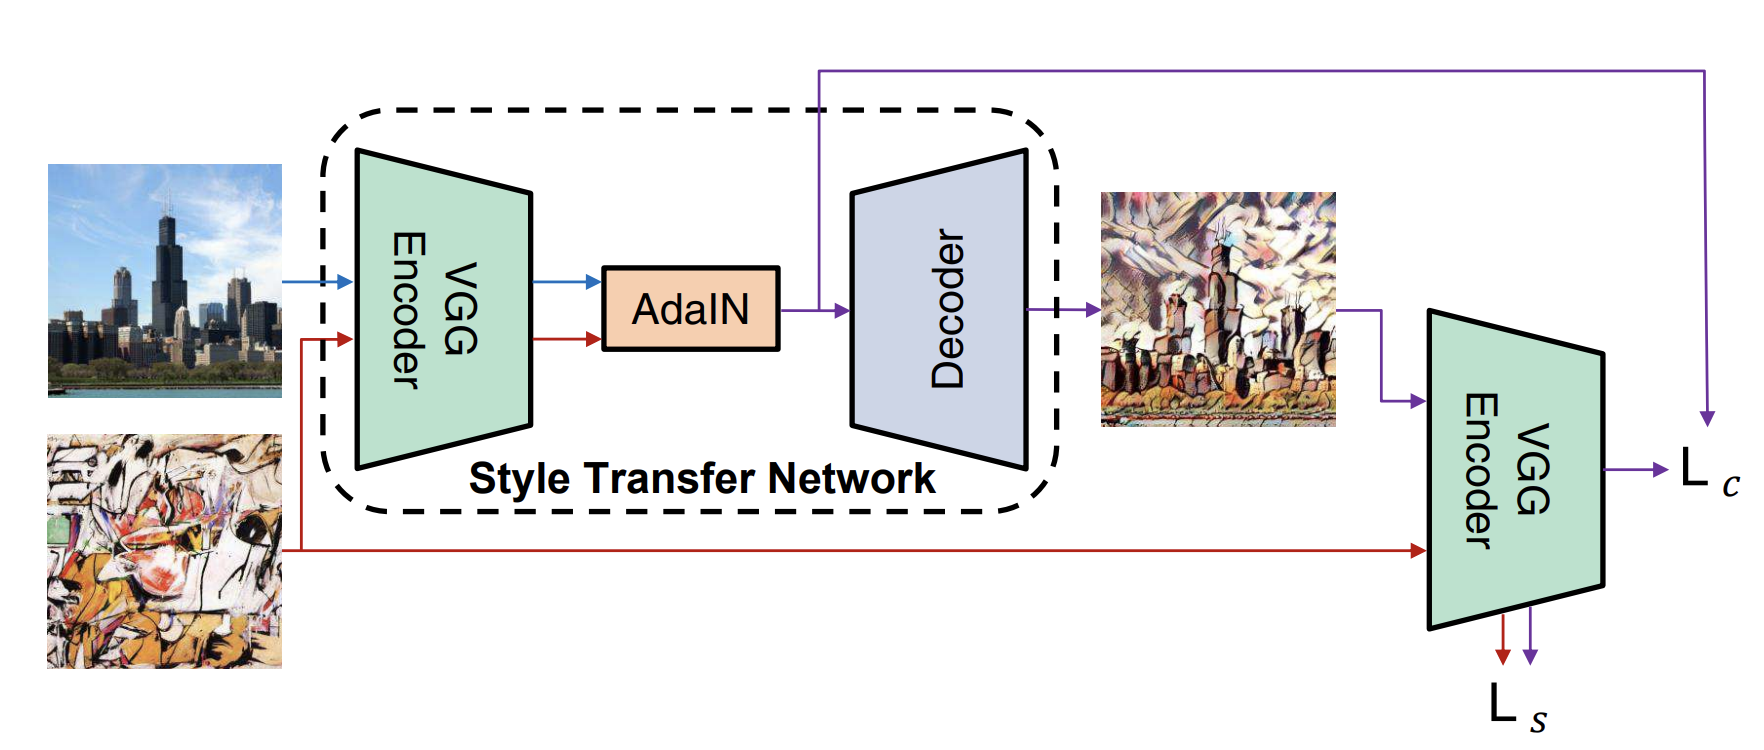 VGG
Encoder
AdaIN
Decoder
Style Transfer Network
VGG
Encoder
L c
L s